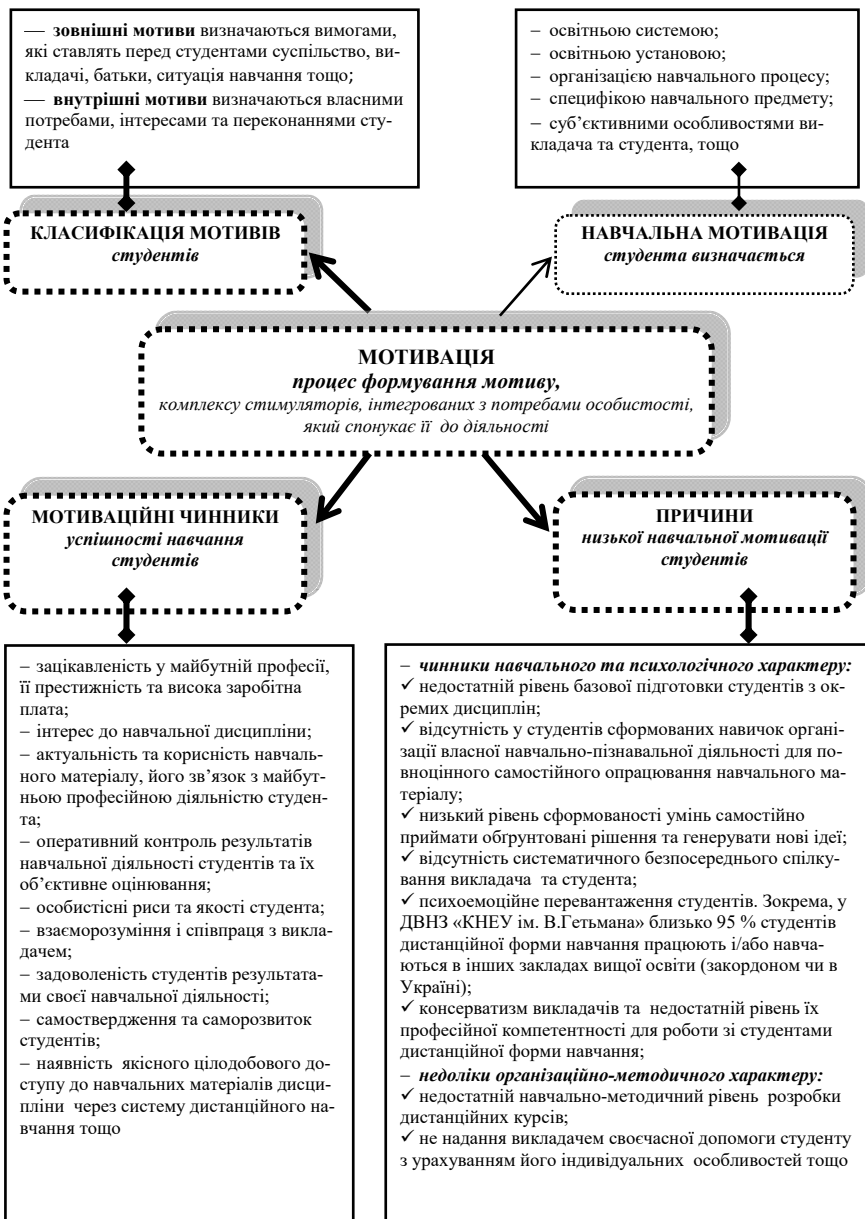 — зовнішні мотиви визначаються вимогами,
які ставлять перед студентами суспільство, ви-
кладачі, батьки, ситуація навчання тощо;
— внутрішні мотиви визначаються власними
потребами, інтересами та переконаннями сту-
дента
– освітньою системою;
– освітньою установою;
– організацією навчального процесу;
– специфікою навчального предмету;
– суб’єктивними особливостями ви-
кладача та студента, тощо
КЛАСИФІКАЦІЯ МОТИВІВ
студентів
НАВЧАЛЬНА МОТИВАЦІЯ
студента визначається
МОТИВАЦІЯ
процес формування мотиву,
комплексу стимуляторів, інтегрованих з потребами особистості,
який спонукає її до діяльності
МОТИВАЦІЙНІ ЧИННИКИ
успішності навчання
студентів
ПРИЧИНИ
низької навчальної мотивації
студентів
– зацікавленість у майбутній професії,
її престижність та висока заробітна
плата;
– інтерес до навчальної дисципліни;
– актуальність та корисність навчаль-
ного матеріалу, його зв’язок з майбут-
ньою професійною діяльністю студен-
та;
– оперативний контроль результатів
навчальної діяльності студентів та їх
об’єктивне оцінювання;
– особистісні риси та якості студента;
– взаєморозуміння і співпраця з викла-
дачем;
– задоволеність студентів результата-
ми своєї навчальної діяльності;
– самоствердження та саморозвиток
студентів;
– наявність якісного цілодобового до-
ступу до навчальних матеріалів дисци-
пліни через систему дистанційного на-
вчання тощо
– чинники навчального та психологічного характеру:
✓ недостатній рівень базової підготовки студентів з ок-
ремих дисциплін;
✓ відсутність у студентів сформованих навичок органі-
зації власної навчально-пізнавальної діяльності для по-
вноцінного самостійного опрацювання навчального ма-
теріалу;
✓ низький рівень сформованості умінь самостійно
приймати обґрунтовані рішення та генерувати нові ідеї;
✓ відсутність систематичного безпосереднього спілку-
вання викладача та студента;
✓ психоемоційне перевантаження студентів. Зокрема, у
ДВНЗ «КНЕУ ім. В.Гетьмана» близько 95 % студентів
дистанційної форми навчання працюють і/або навча-
ються в інших закладах вищої освіти (закордоном чи в
Україні);
✓ консерватизм викладачів та недостатній рівень їх
професійної компетентності для роботи зі студентами
дистанційної форми навчання;
– недоліки організаційно-методичного характеру:
✓ недостатній навчально-методичний рівень розробки
дистанційних курсів;
✓ не надання викладачем своєчасної допомоги студенту
з урахуванням його індивідуальних особливостей тощо